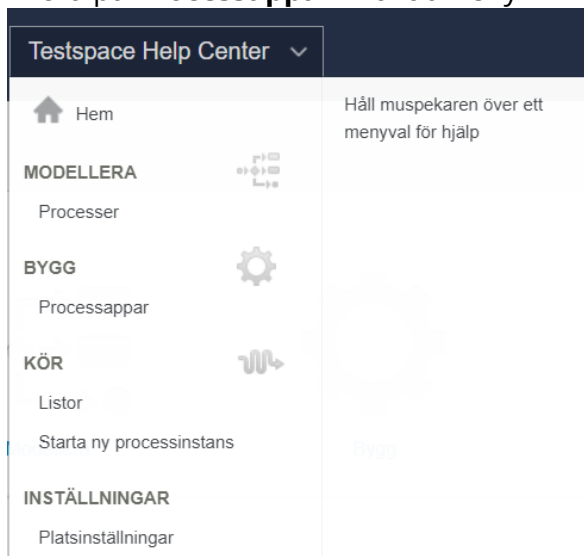 Testspace Help Center
Hem
Håll muspekaren över ett
menyval för hjälp
MODELLERA
Processer
BYGG
Processappar
KÖR
Listor
Starta ny processinstans
Bygg
INSTÄLLNINGAR
Platsinställningar